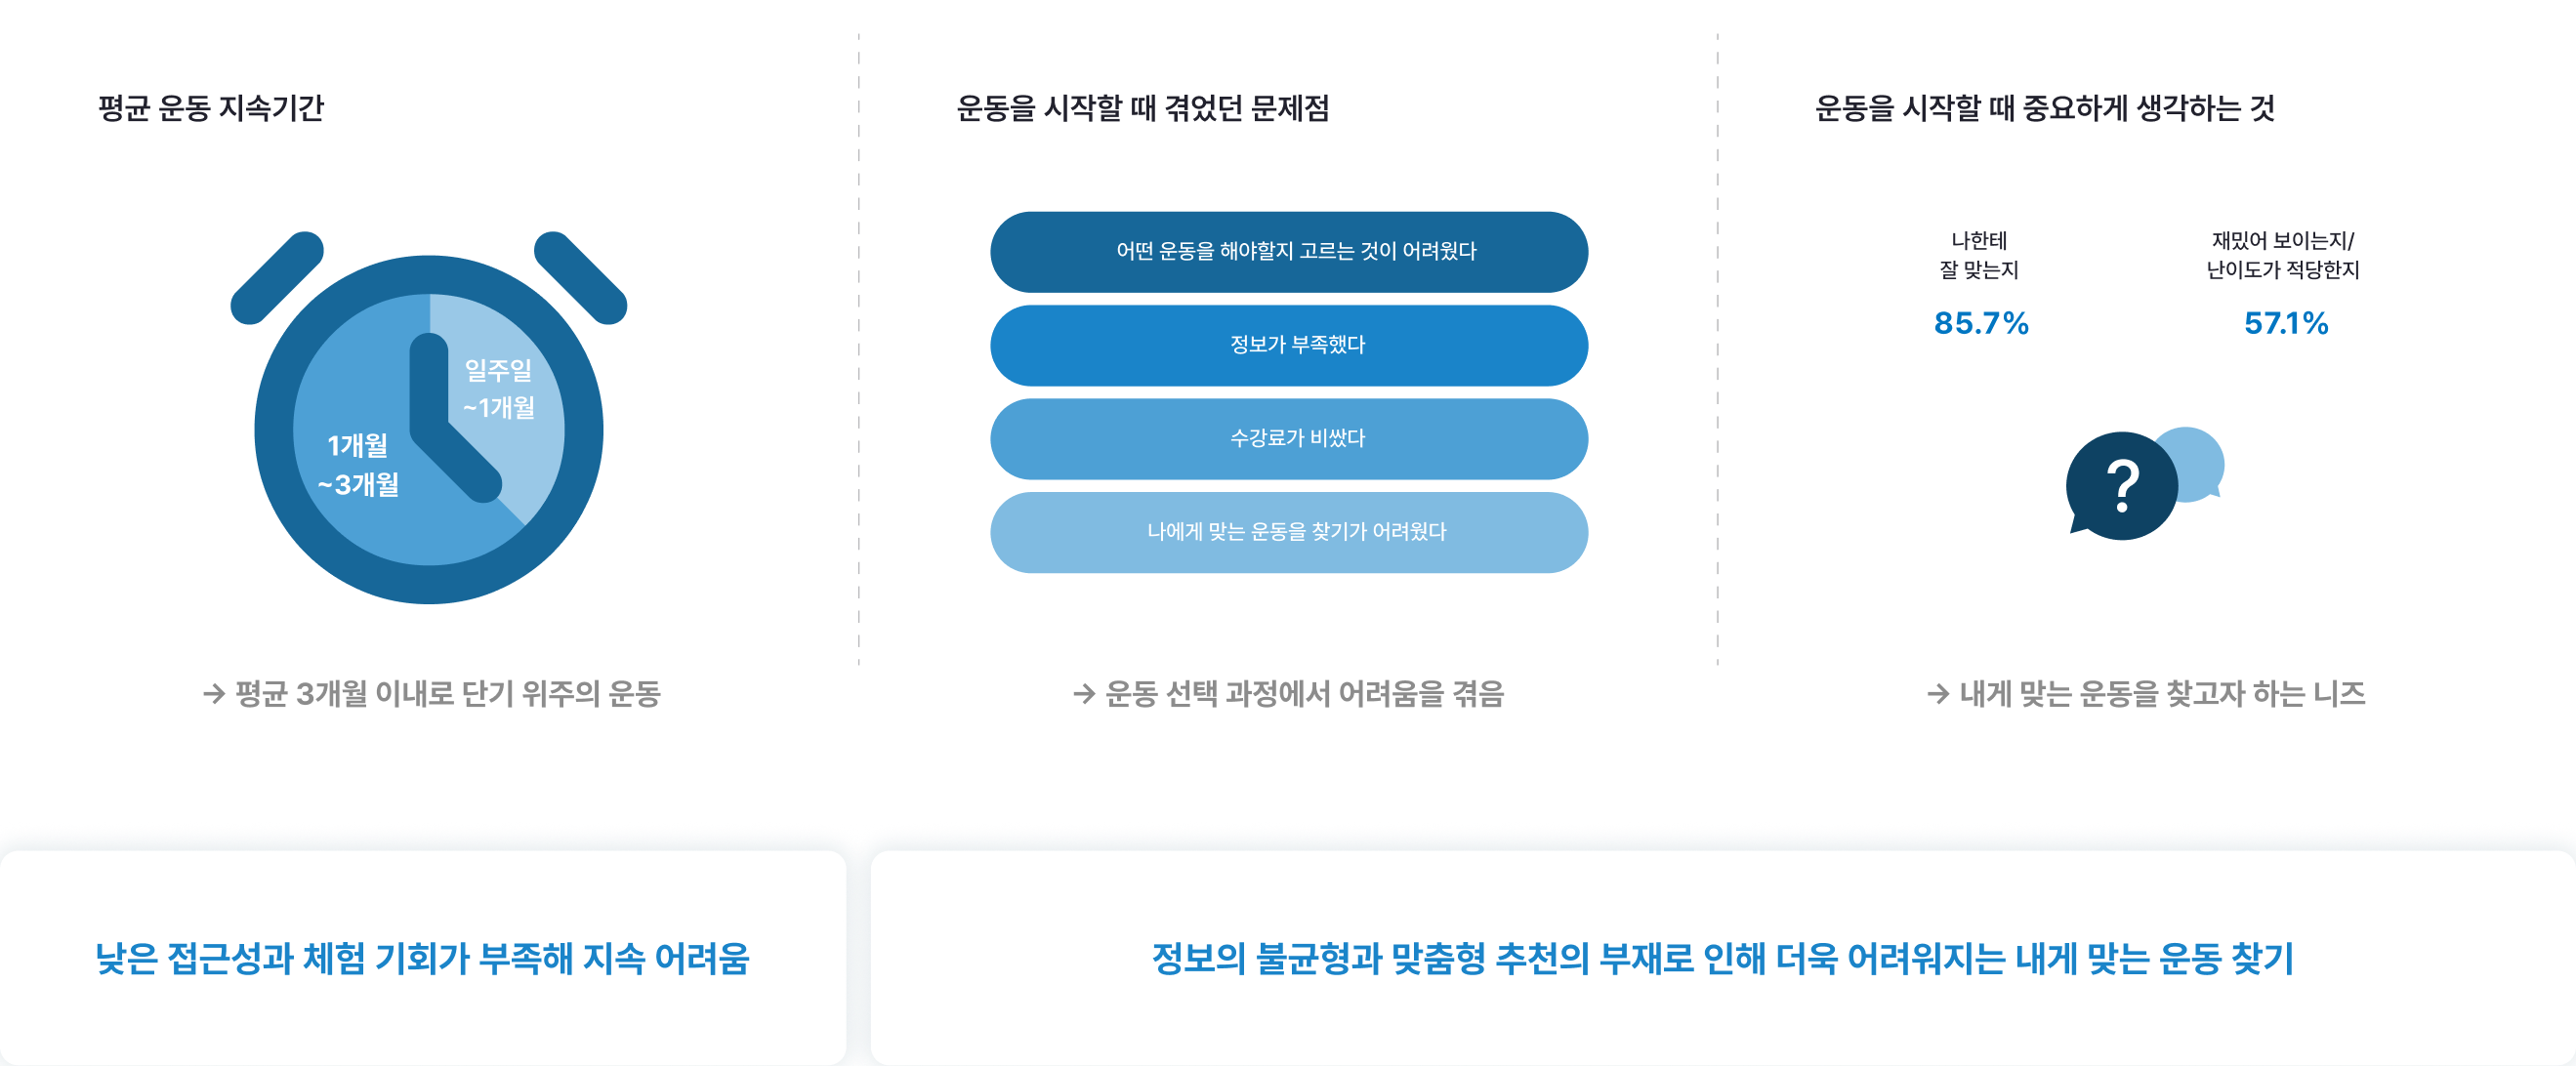 평균 운동 지속기간
일주일
~1개월
1개월
~3개월
→ 평균 3개월 이내로 단기 위주의 운동
운동을 시작할 때 겪었던 문제점
어떤 운동을 해야할지 고르는 것이 어려웠다
정보가 부족했다
수강료가 비쌌다
나에게 맞는 운동을 찾기가 어려웠다
→ 운동 선택 과정에서 어려움을 겪음
운동을 시작할 때 중요하게 생각하는 것
나한테
잘 맞는지
85.7%
재밌어 보이는지/
난이도가 적당한지
57.1%
?
→ 내게 맞는 운동을 찾고자 하는 니즈
낮은 접근성과 체험 기회가 부족해 지속 어려움
정보의 불균형과 맞춤형 추천의 부재로 인해 더욱 어려워지는 내게 맞는 운동 찾기